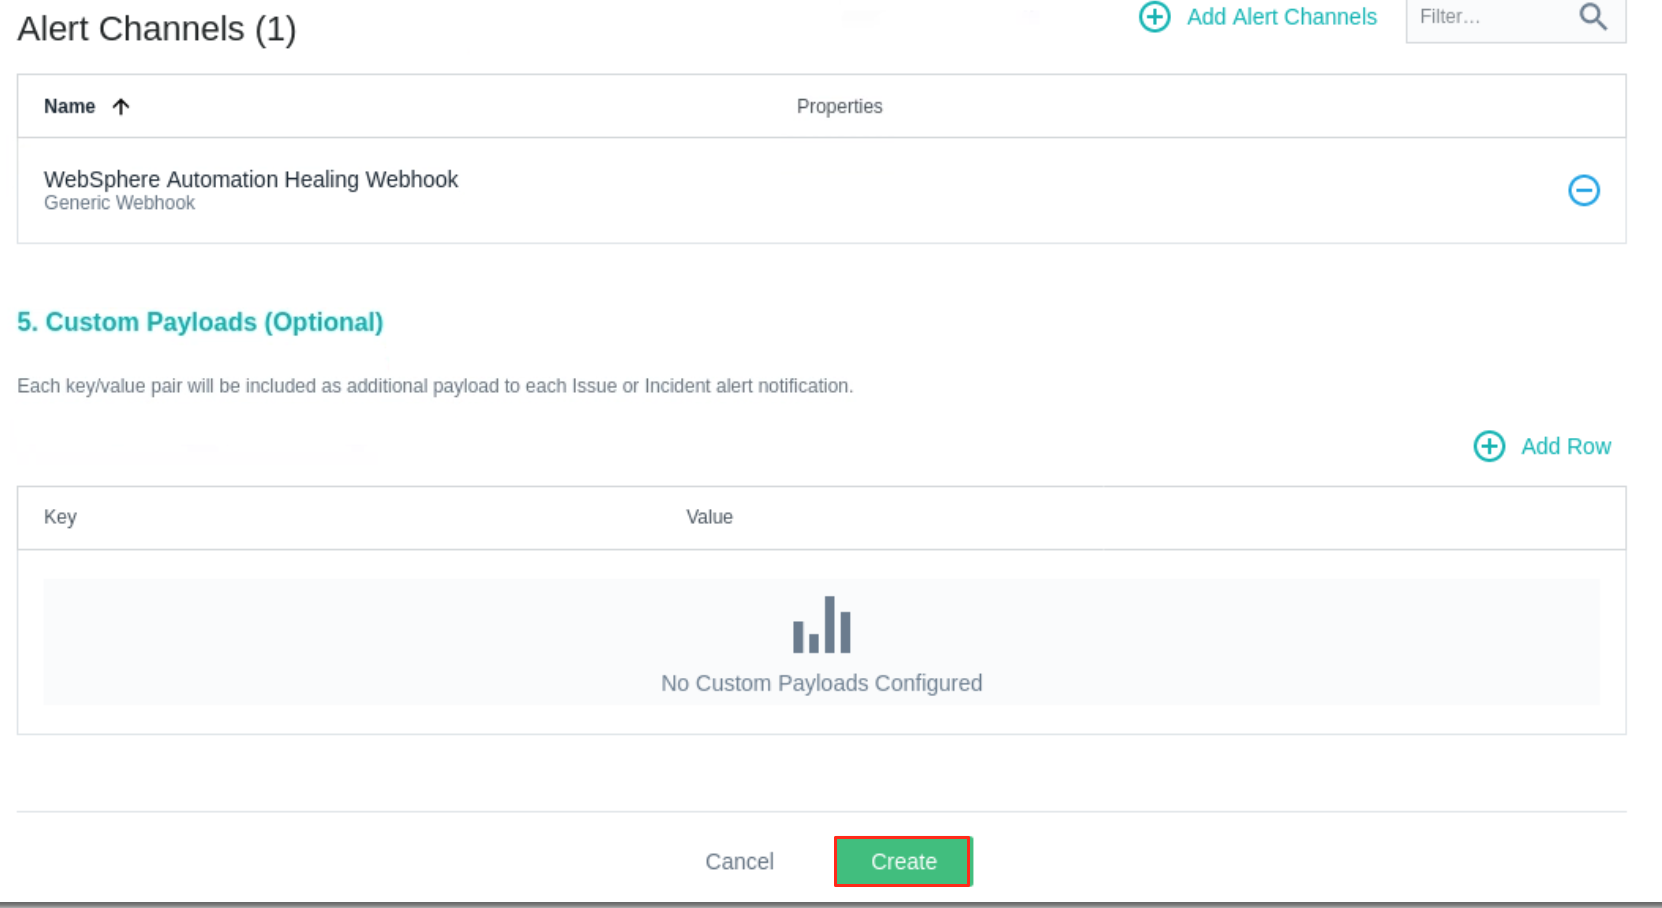 Alert Channels (1)
Add Alert Channels
Filter...
Name
Properties
WebSphere Automation Healing Webhook
Generic Webhook
5. Custom Payloads (Optional)
Each key/value pair will be included as additional payload to each Issue or Incident alert notification.
Add Row
Key
Value
No Custom Payloads Configured
Cancel
Create